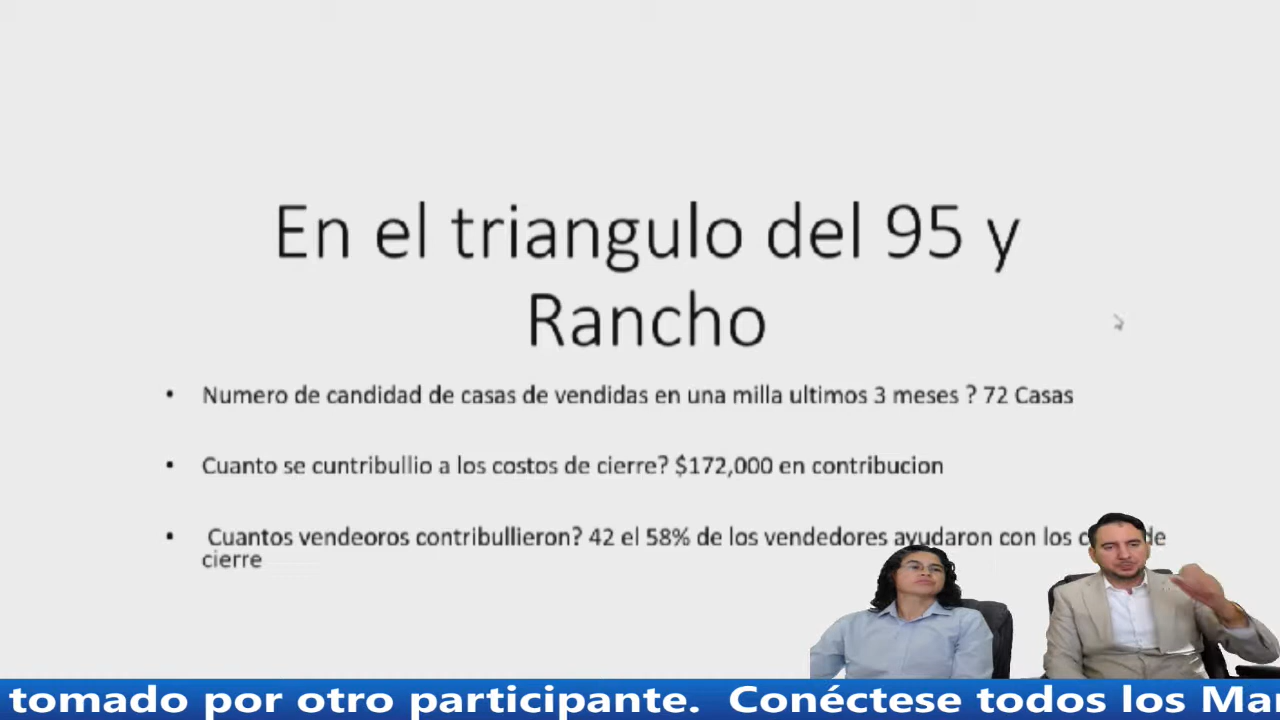 En el triangulo del 95 y
Rancho
• Numero de candidad de casas de vendidas en una milla ultimos 3 meses ? 72 Casas
• Cuanto se cuntribullio a los costos de cierre? $172,000 en contribucion
• Cuantos vendeoros contribullieron? 42 el 58% de los vendedores ayudaron con los de
cierre
tomado por otro participante. Conéctese todos los